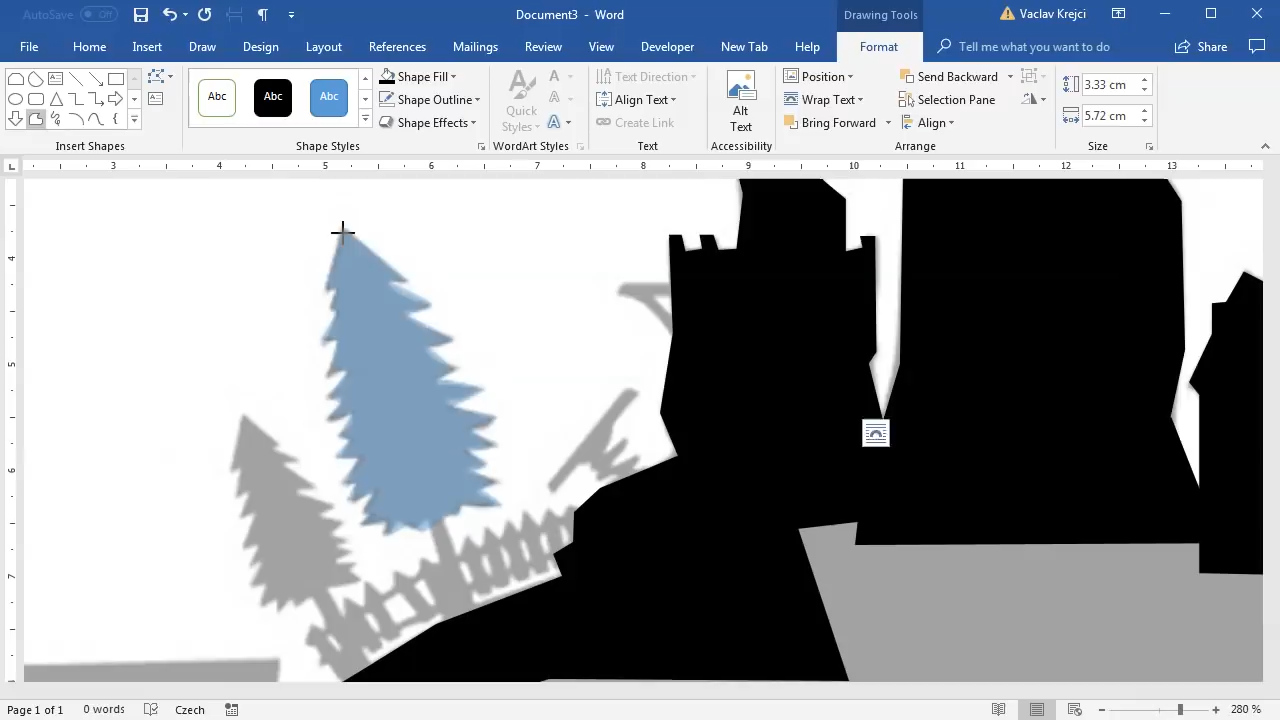 AutoSave Off Document3 - Word Drawing Tools Vaclav Krejci
File Home Insert Draw Design Layout References Mailings Review View Developer New Tab Help Format Tell me what you want to do Share
Abc Abc Abc
Shape Fill
Shape Outline
Shape Effects
Quick
Styles
A
A
A
Text Direction
Align Text
Create Link
Alt
Text
Position
Wrap Text
Bring Forward
Send Backward
Selection Pane
Align
3.33 cm
5.72 cm
Insert Shapes Shape Styles WordArt Styles Text Accessibility Arrange Size
3 4 5 6 7 8 9 10 11 12 13
4
5
6
7
Page 1 of 1 0 words Czech 280 %